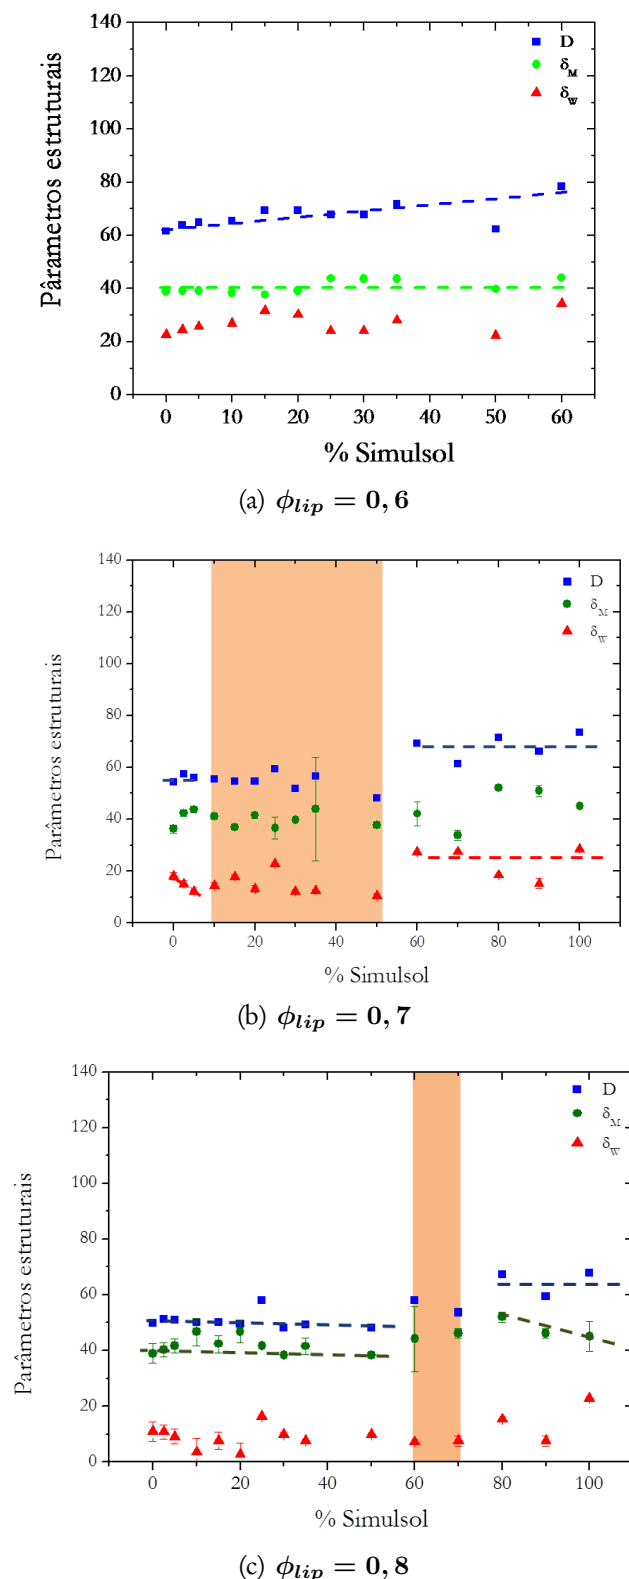 140
120
100
80
60
40
20
0
Pârametros estruturais
D
δM
δW
0 10 20 30 40 50 60
% Simulsol
(a) ϕlip = 0, 6
140
120
100
80
60
40
20
0
Parâmetros estruturais
D
δM
δW
0 20 40 60 80 100
% Simulsol
(b) ϕlip = 0, 7
140
120
100
80
60
40
20
0
Parâmetros estruturais
D
δM
δW
0 20 40 60 80 100
% Simulsol
(c) ϕlip = 0, 8